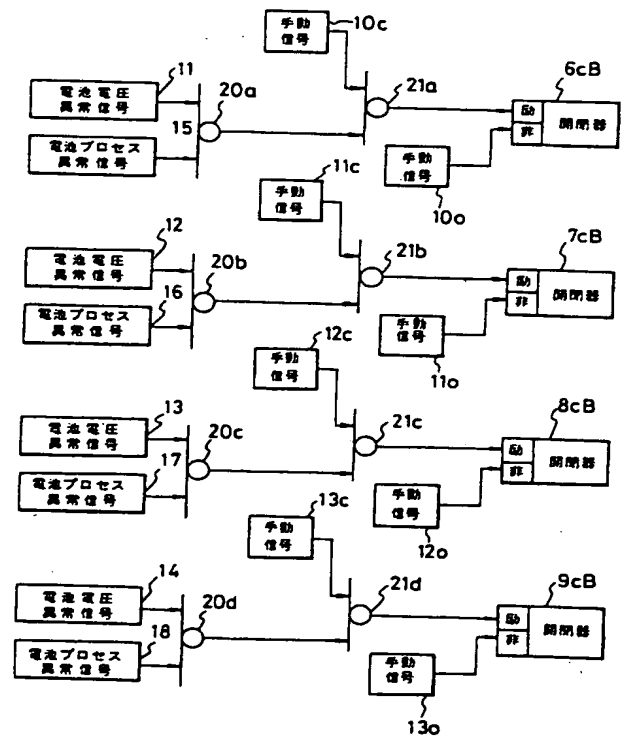 手動
信号
10c
6cB
11
電池電圧
異常信号
20a
21a
励
非
開閉器
15
電池プロセス
異常信号
11c
手動
信号
手動
信号
10o
12
7cB
電池電圧
異常信号
20b
21b
励
非
開閉器
16
電池プロセス
異常信号
12c
手動
信号
手動
信号
11o
13
8cB
電池電圧
異常信号
20c
21c
励
非
開閉器
17
電池プロセス
異常信号
13c
手動
信号
手動
信号
12o
14
9cB
電池電圧
異常信号
20d
21d
励
非
開閉器
18
電池プロセス
異常信号
手動
信号
13o